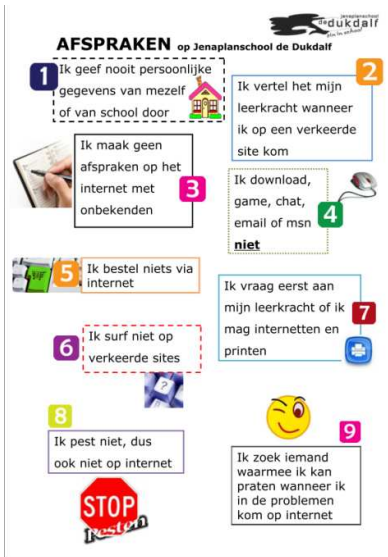 jenaplanschool
de dukdalf
AFSPRAKEN op Jenaplanschool de Dukdalf
1
Ik geef nooit persoonlijke
gegevens van mezelf
of van school door
2
Ik vertel het mijn
leerkracht wanneer
ik op een verkeerde
site kom
Ik maak geen
afspraken op het
internet met
onbekenden
3
Ik download,
game, chat,
email of msn
niet
4
5
Ik bestel niets via
internet
Ik vraag eerst aan
mijn leerkracht of ik
mag internetten en
printen
7
6
Ik surf niet op
verkeerde sites
?
8
Ik pest niet, dus
ook niet op internet
STOP
Pesten
9
Ik zoek iemand
waarmee ik kan
praten wanneer ik
in de problemen
kom op internet